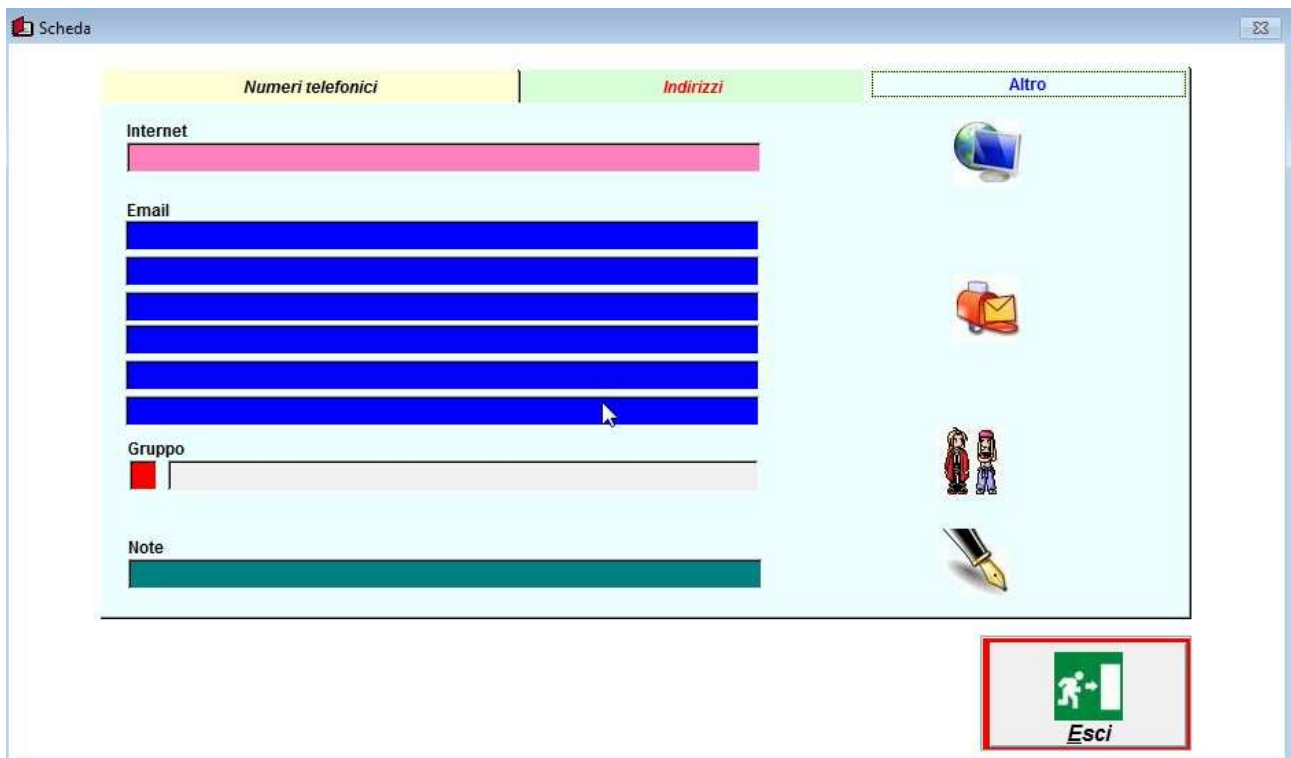 Scheda
Numeri telefonici Indirizzi Altro
Internet
Email
Gruppo
Note
Esci